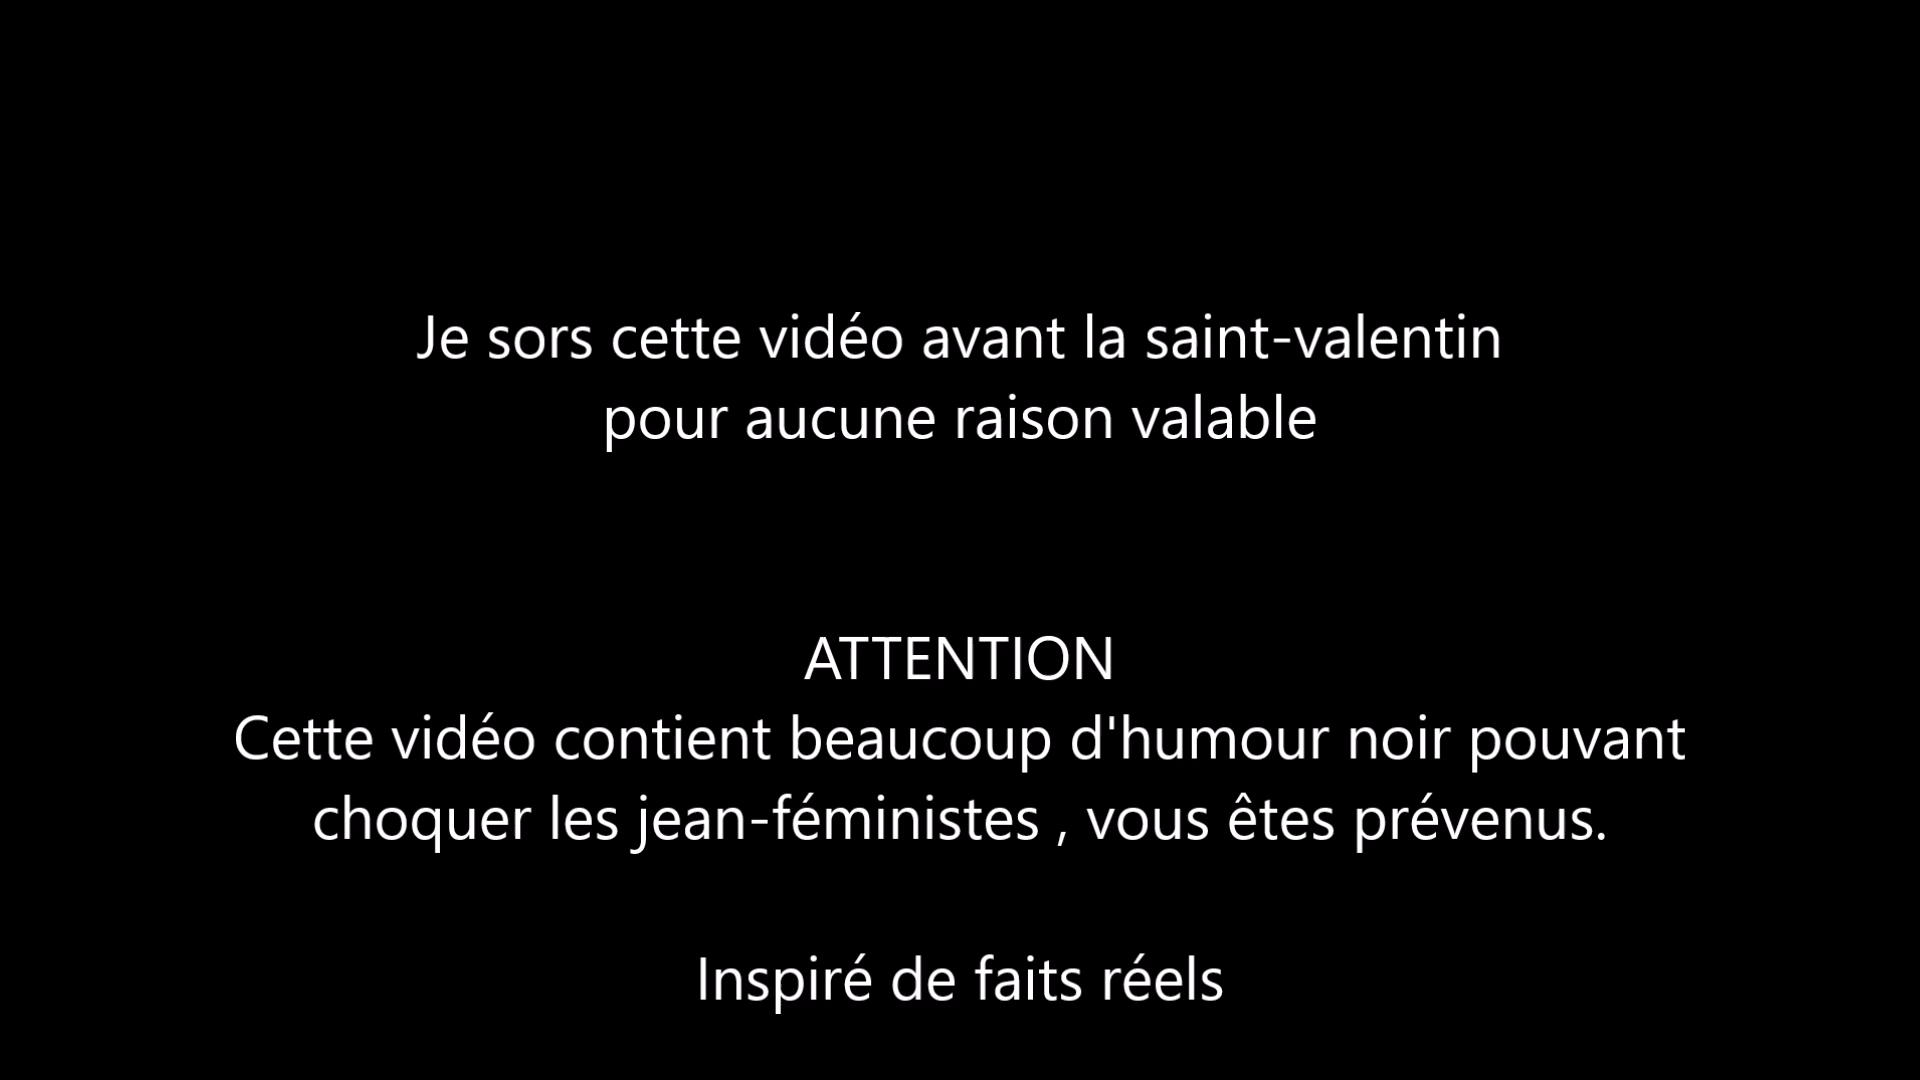 Je sors cette vidéo avant la saint-valentin
pour aucune raison valable
ATTENTION
Cette vidéo contient beaucoup d'humour noir pouvant
choquer les jean-féministes , vous êtes prévenus.
Inspiré de faits réels